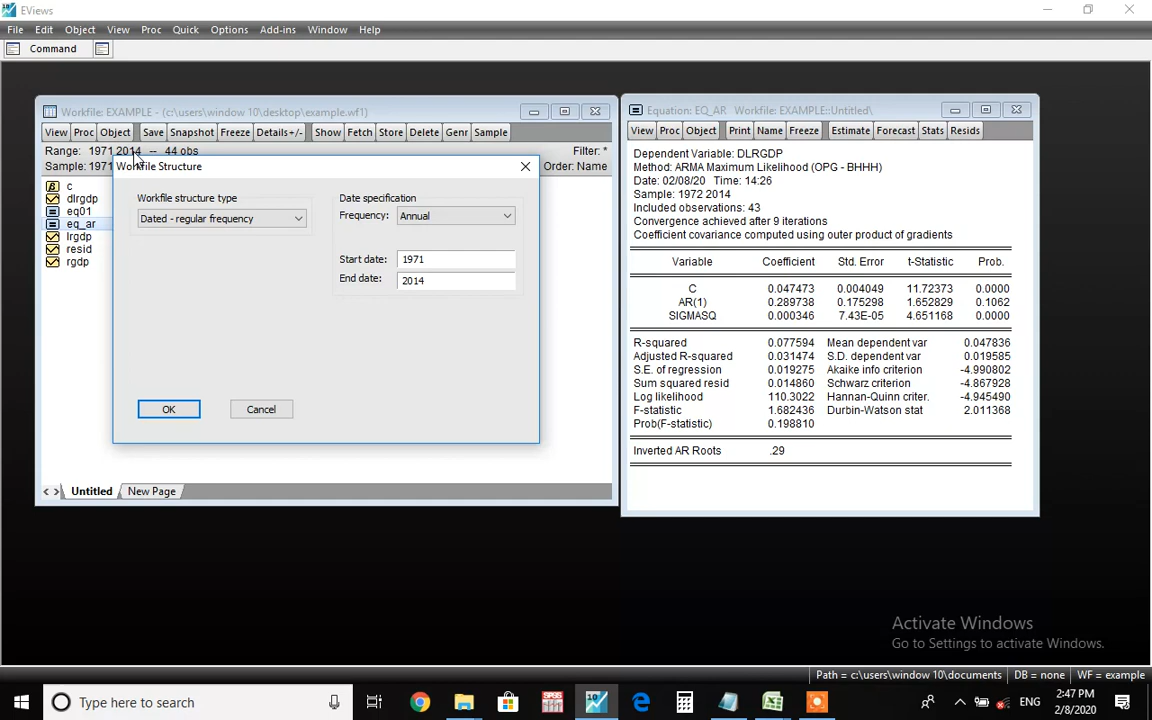 EViews
File Edit Object View Proc Quick Options Add-ins Window Help
Command
Workfile: EXAMPLE - (c:\users\window 10\desktop\example.wf1)
View Proc Object Save Snapshot Freeze Details+/- Show Fetch Store Delete Genr Sample
Range: 1971 2014 -- 44 obs Filter: *
Sample: 1971 Order: Name
c
dlrgdp
eq01
eq_ar
lrgdp
resid
rgdp
Untitled New Page
Workfile Structure
Workfile structure type
Dated - regular frequency
Date specification
Frequency: Annual
Start date: 1971
End date: 2014
OK Cancel
Equation: EQ_AR Workfile: EXAMPLE::Untitled\
View Proc Object Print Name Freeze Estimate Forecast Stats Resids
Dependent Variable: DLRGDP
Method: ARMA Maximum Likelihood (OPG - BHHH)
Date: 02/08/20 Time: 14:26
Sample: 1972 2014
Included observations: 43
Convergence achieved after 9 iterations
Coefficient covariance computed using outer product of gradients
Variable Coefficient Std. Error t-Statistic Prob.
C 0.047473 0.004049 11.72373 0.0000
AR(1) 0.289738 0.175298 1.652829 0.1062
SIGMASQ 0.000346 7.43E-05 4.651168 0.0000
R-squared 0.077594 Mean dependent var 0.047836
Adjusted R-squared 0.031474 S.D. dependent var 0.019585
S.E. of regression 0.019275 Akaike info criterion -4.990802
Sum squared resid 0.014860 Schwarz criterion -4.867928
Log likelihood 110.3022 Hannan-Quinn criter. -4.945490
F-statistic 1.682436 Durbin-Watson stat 2.011368
Prob(F-statistic) 0.198810
Inverted AR Roots .29
Activate Windows
Go to Settings to activate Windows.
Path = c:\users\window 10\documents DB = none WF = example
Type here to search
SPSS
ENG
2:47 PM
2/8/2020